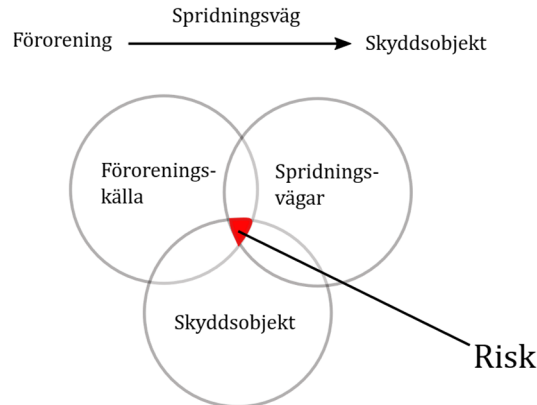 Spridningsväg
Förorening
Skyddsobjekt
Förorenings-
källa
Spridnings-
vägar
Skyddsobjekt
Risk